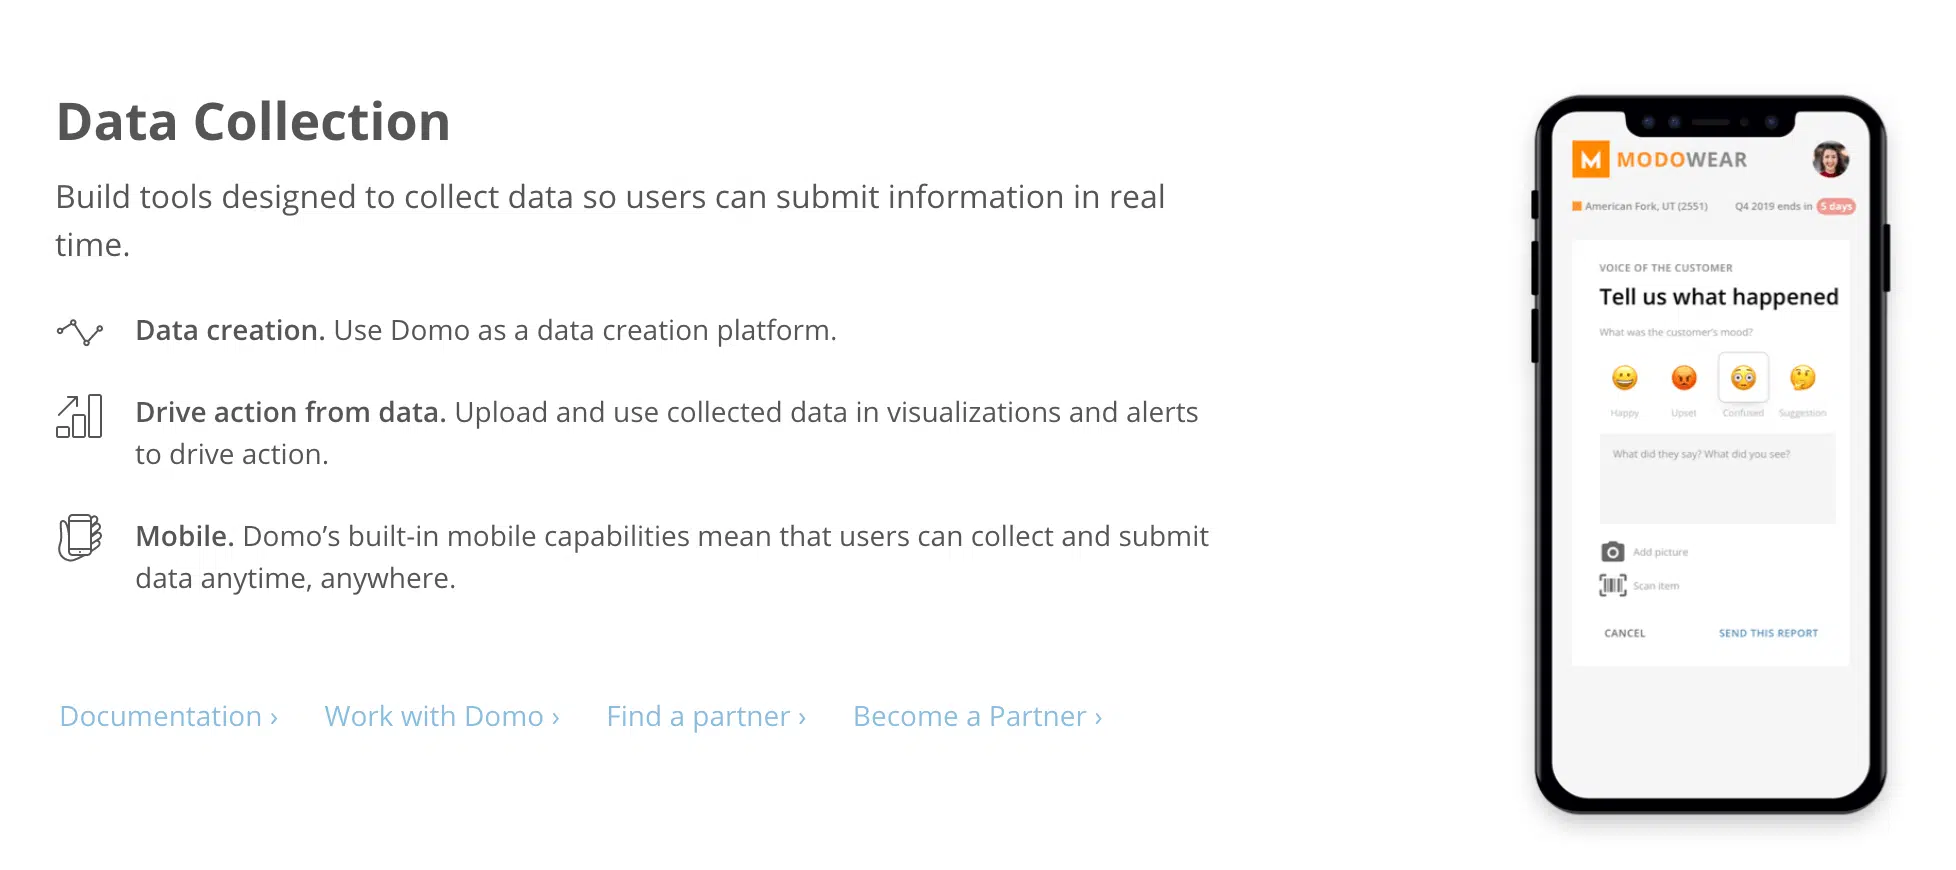 Data Collection
Build tools designed to collect data so users can submit information in real
time.
Data creation. Use Domo as a data creation platform.
Drive action from data. Upload and use collected data in visualizations and alerts
to drive action.
Mobile. Domo’s built-in mobile capabilities mean that users can collect and submit
data anytime, anywhere.
Documentation › Work with Domo › Find a partner › Become a Partner ›
M MODOWEAR
American Fork, UT (2551) Q4 2019 ends in 5 days
VOICE OF THE CUSTOMER
Tell us what happened
What was the customer's mood?
Happy Upset Confused Suggestion
What did they say? What did you see?
Add picture
Scan item
CANCEL SEND THIS REPORT